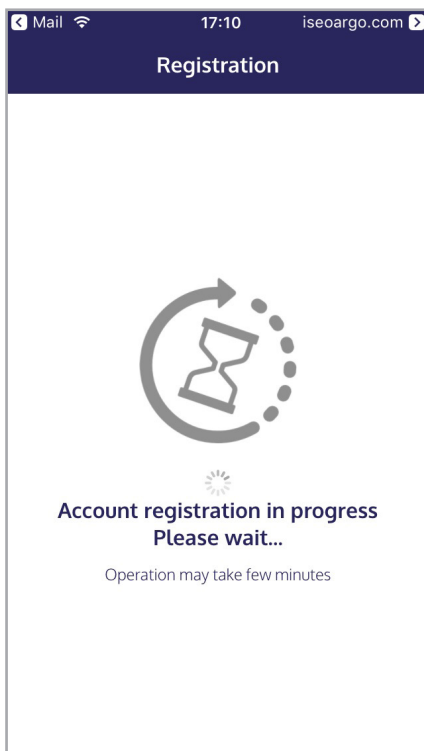 Mail 17:10 iseoargo.com
Registration
Account registration in progress
Please wait...
Operation may take few minutes